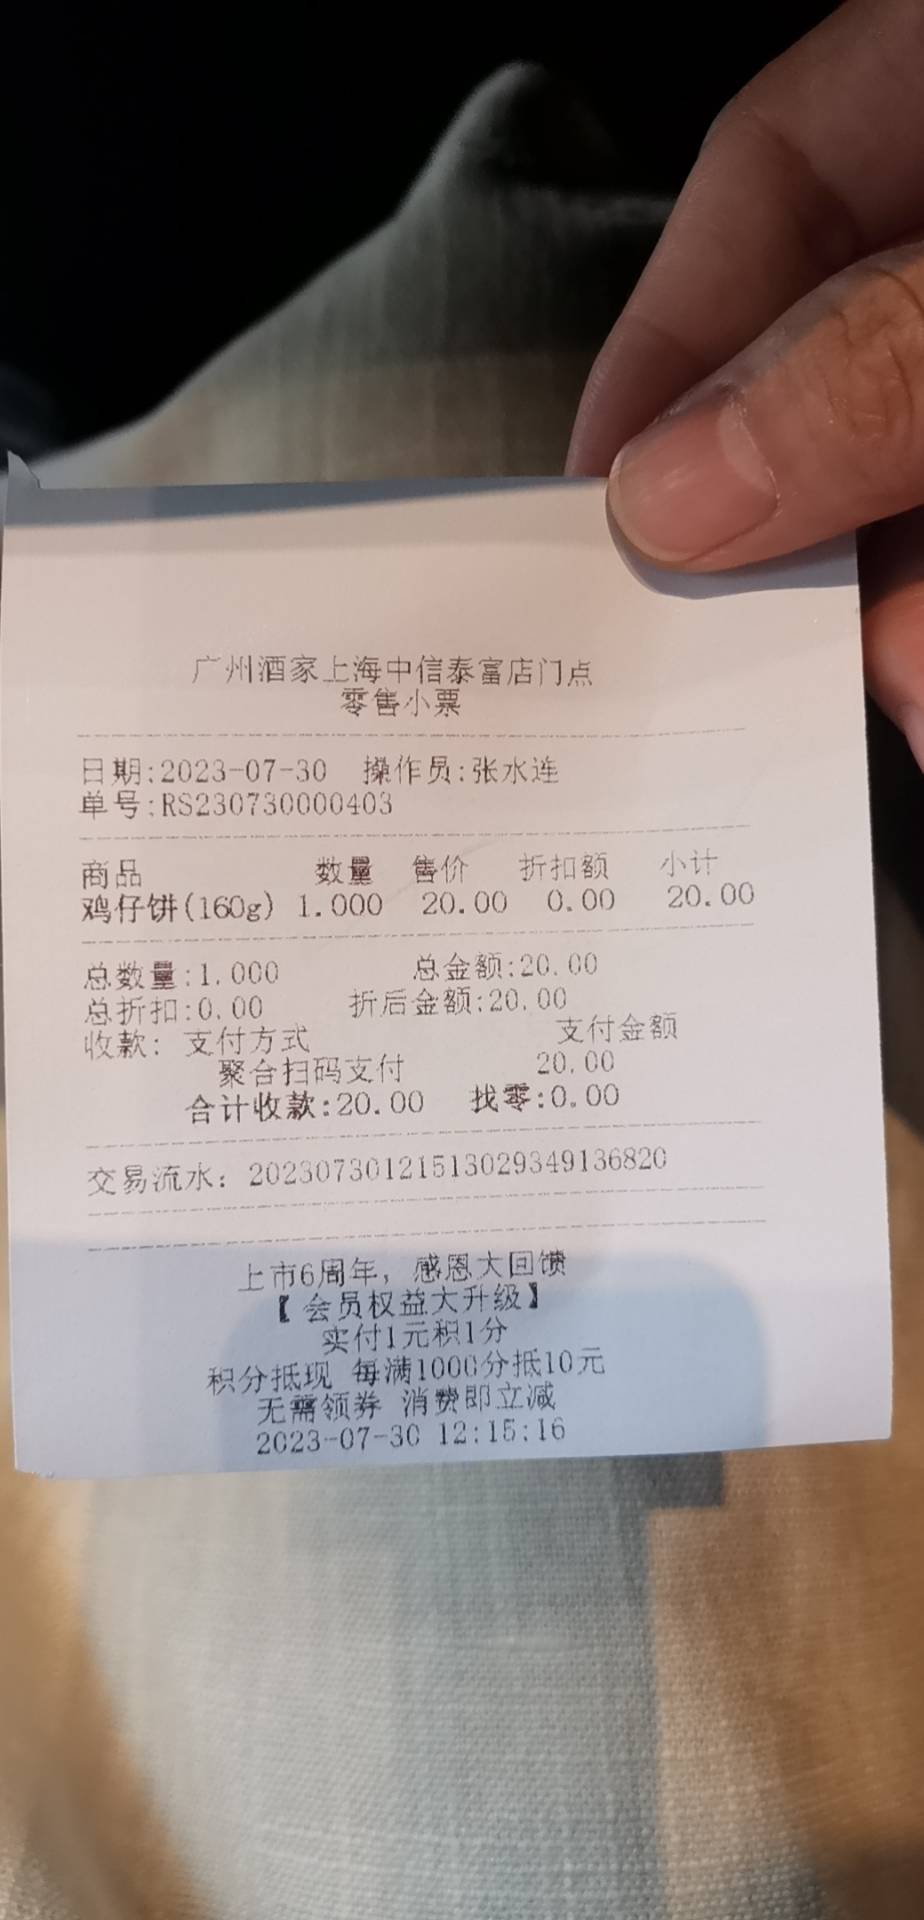 广州酒家上海中信泰富店门点
零售小票
日期:2023-07-30 操作员:张水连
单号:RS230730000403
商品 数量 售价 折扣额 小计
鸡仔饼(160g) 1.000 20.00 0.00 20.00
总数量:1.000 总金额:20.00
总折扣:0.00 折后金额:20.00
收款: 支付方式 支付金额
聚合扫码支付 20.00
合计收款:20.00 找零:0.00
交易流水: 2023073012151302934913682​0
上市6周年, 感恩大回馈
【会员权益大升级】
实付1元积1分
积分抵现 每满1000分抵10元
无需领券 消费即立减
2023-07-30 12:15:16